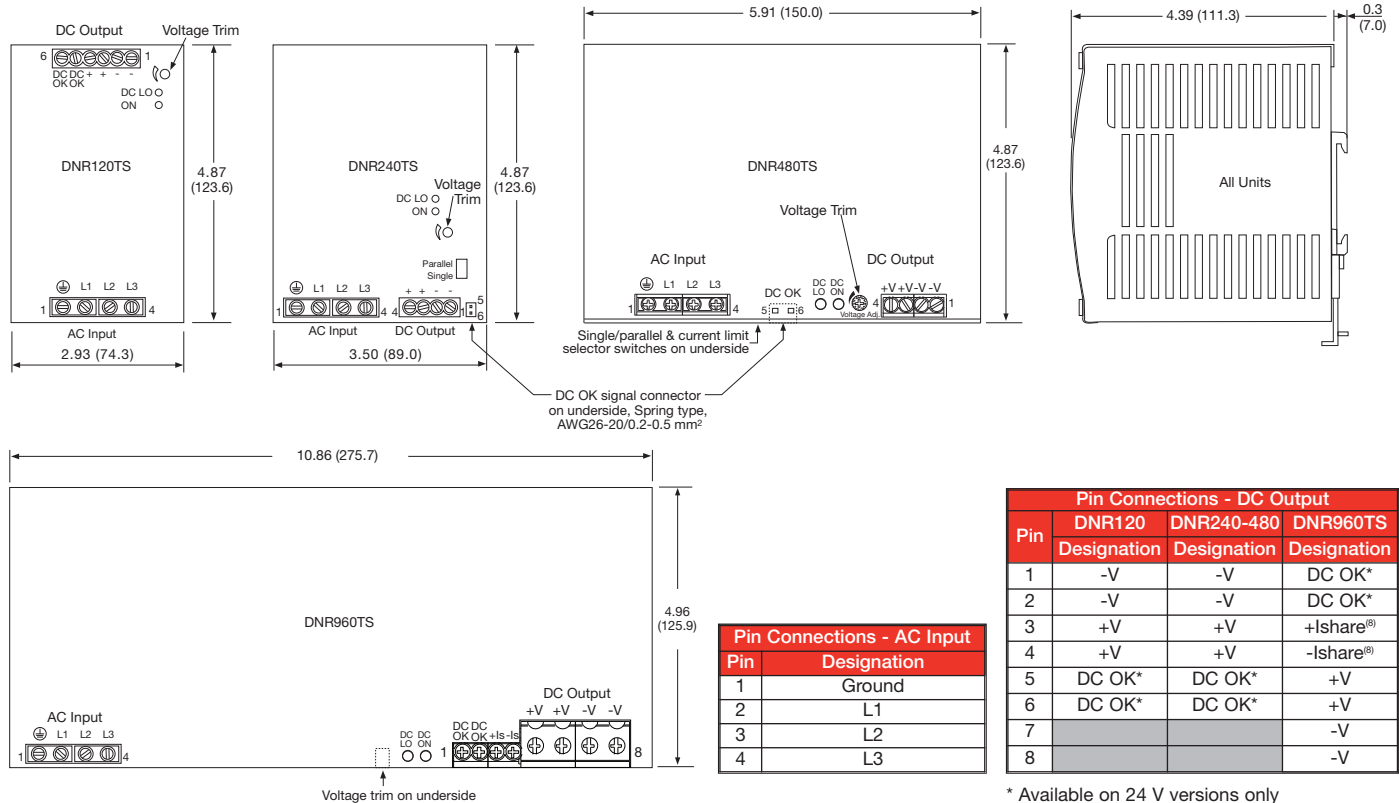 DC Output
Voltage Trim
6
1
DC DC + + - -
OK OK
DC LO
ON
DNR120TS
4.87
(123.6)
L1 L2 L3
1
4
AC Input
2.93 (74.3)
DNR240TS
4.87
(123.6)
Voltage
Trim
DC LO
ON
Parallel
Single
L1 L2 L3
+ + - -
1
4
4
1
5
6
AC Input
DC Output
3.50 (89.0)
5.91 (150.0)
DNR480TS
4.87
(123.6)
Voltage Trim
AC Input
DC Output
L1 L2 L3
1
4
DC OK
5
6
DC DC
LO ON
4
+V +V -V -V
1
Voltage Adj.
Single/parallel & current limit
selector switches on underside
DC OK signal connector
on underside, Spring type,
AWG26-20/0.2-0.5 mm²
4.39 (111.3)
0.3
(7.0)
All Units
10.86 (275.7)
DNR960TS
4.96
(125.9)
AC Input
L1 L2 L3
1
4
DC DC
LO ON
DC DC
OK OK +Is -Is
1
DC Output
+V +V -V -V
8
Voltage trim on underside
Pin Connections - AC Input
Pin Designation
1 Ground
2 L1
3 L2
4 L3
Pin Connections - DC Output
Pin DNR120 DNR240-480 DNR960TS
Designation Designation Designation
1 -V -V DC OK*
2 -V -V DC OK*
3 +V +V +Ishare⁽⁸⁾
4 +V +V -Ishare⁽⁸⁾
5 DC OK* DC OK* +V
6 DC OK* DC OK* +V
7 -V
8 -V
* Available on 24 V versions only